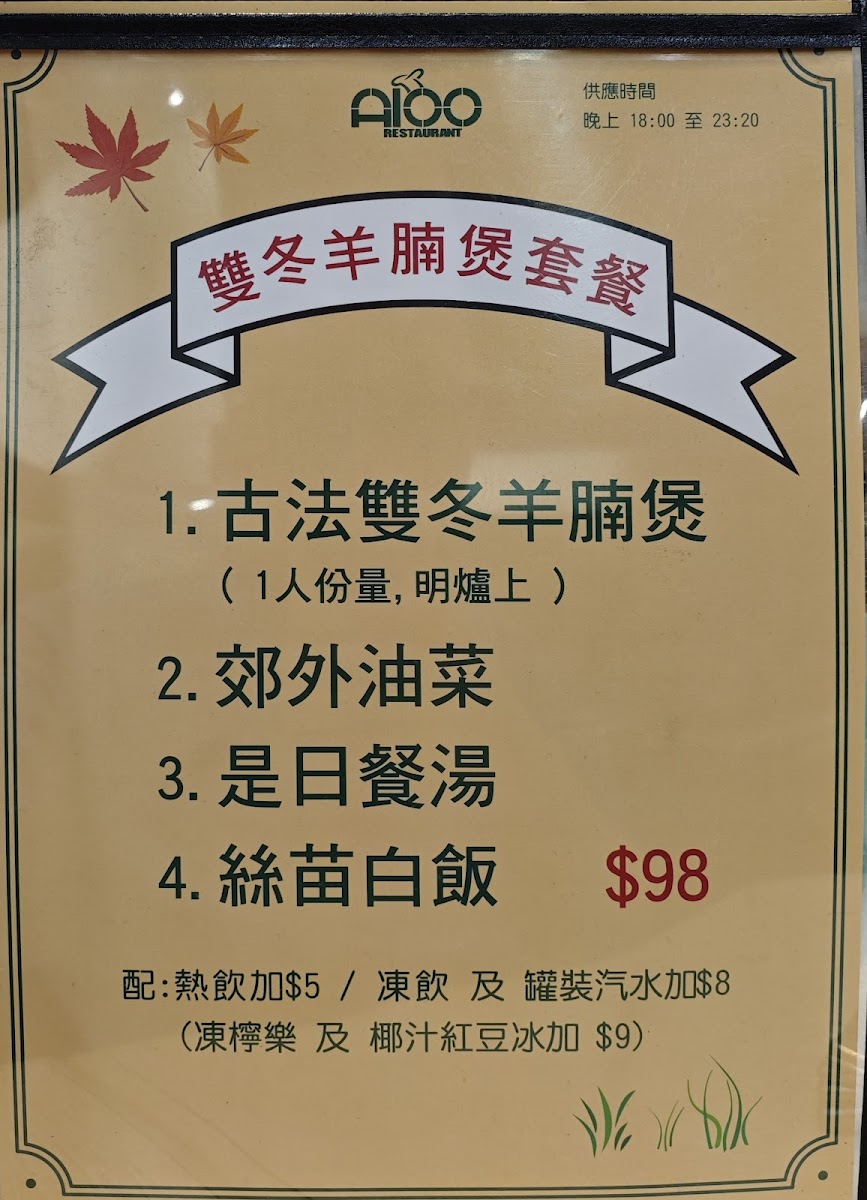 AIOO
RESTAURANT
供應時間
晚上 18:00 至 23:20
雙冬羊腩煲套餐
1. 古法雙冬羊腩煲
( 1人份量, 明爐上 )
2. 郊外油菜
3. 是日餐湯
4. 絲苗白飯 $98
配:熱飲加$5 / 凍飲 及 罐裝汽水加$8
(凍檸樂 及 椰汁紅豆冰加 $9)